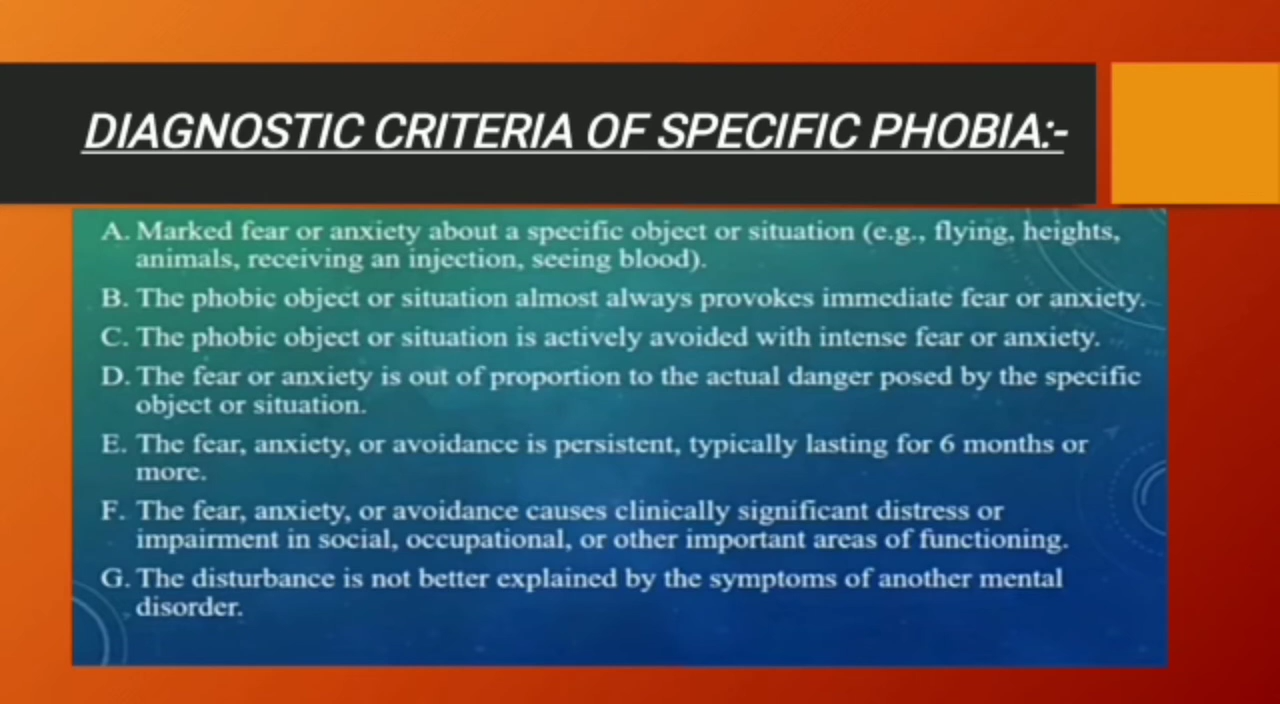 DIAGNOSTIC CRITERIA OF SPECIFIC PHOBIA:-
A. Marked fear or anxiety about a specific object or situation (e.g., flying, heights,
animals, receiving an injection, seeing blood).
B. The phobic object or situation almost always provokes immediate fear or anxiety.
C. The phobic object or situation is actively avoided with intense fear or anxiety.
D. The fear or anxiety is out of proportion to the actual danger posed by the specific
object or situation.
E. The fear, anxiety, or avoidance is persistent, typically lasting for 6 months or
more.
F. The fear, anxiety, or avoidance causes clinically significant distress or
impairment in social, occupational, or other important areas of functioning.
G. The disturbance is not better explained by the symptoms of another mental
disorder.